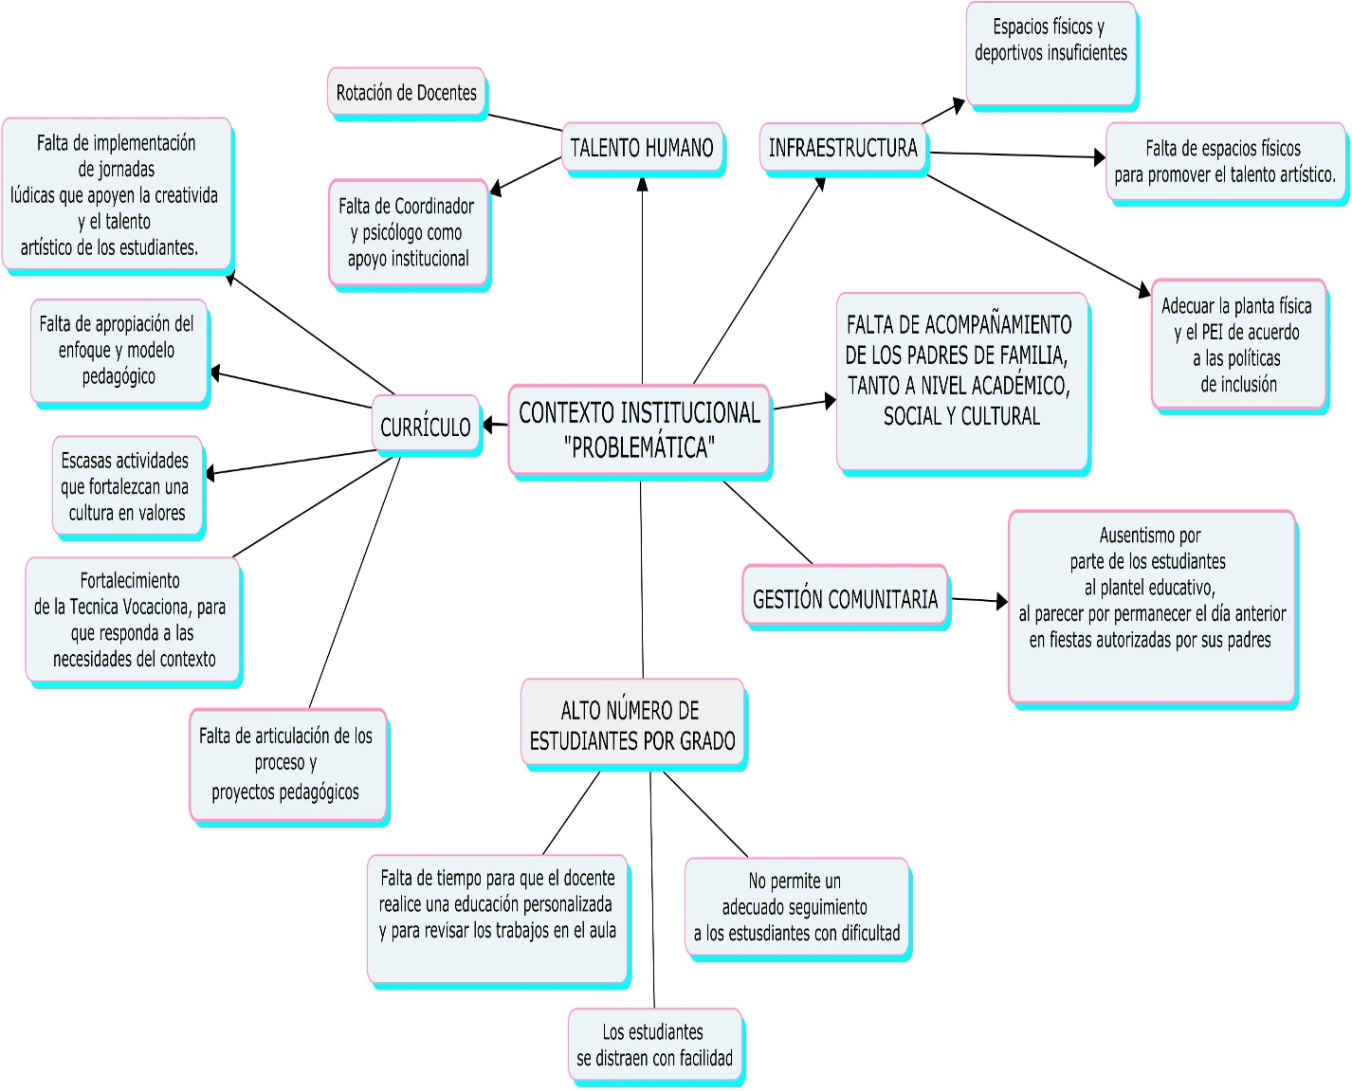 Espacios físicos y
deportivos insuficientes
Rotación de Docentes
TALENTO HUMANO
INFRAESTRUCTURA
Falta de espacios físicos
para promover el talento artístico.
Falta de implementación
de jornadas
lúdicas que apoyen la creativida
y el talento
artístico de los estudiantes.
Falta de Coordinador
y psicólogo como
apoyo institucional
Adecuar la planta física
y el PEI de acuerdo
a las políticas
de inclusión
FALTA DE ACOMPAÑAMIENTO
DE LOS PADRES DE FAMILIA,
TANTO A NIVEL ACADÉMICO,
SOCIAL Y CULTURAL
Falta de apropiación del
enfoque y modelo
pedagógico
CURRÍCULO
CONTEXTO INSTITUCIONAL
"PROBLEMÁTICA"
Escasas actividades
que fortalezcan una
cultura en valores
Ausentismo por
parte de los estudiantes
al plantel educativo,
al parecer por permanecer el día anterior
en fiestas autorizadas por sus padres
GESTIÓN COMUNITARIA
Fortalecimiento
de la Tecnica Vocaciona, para
que responda a las
necesidades del contexto
ALTO NÚMERO DE
ESTUDIANTES POR GRADO
Falta de articulación de los
proceso y
proyectos pedagógicos
Falta de tiempo para que el docente
realice una educación personalizada
y para revisar los trabajos en el aula
No permite un
adecuado seguimiento
a los estusdiantes con dificultad
Los estudiantes
se distraen con facilidad